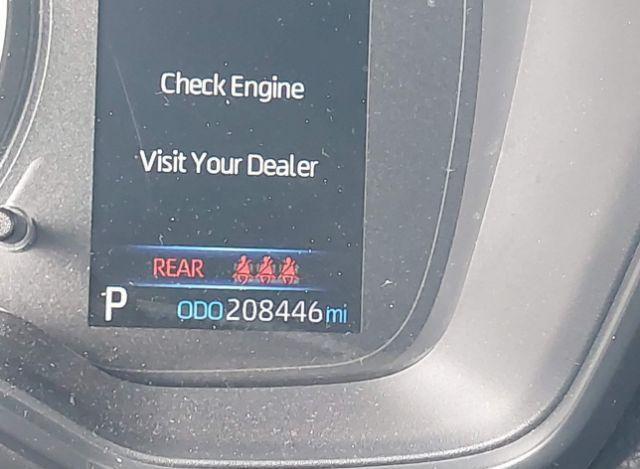 Check Engine
Visit Your Dealer
REAR
P ODO 208446 mi